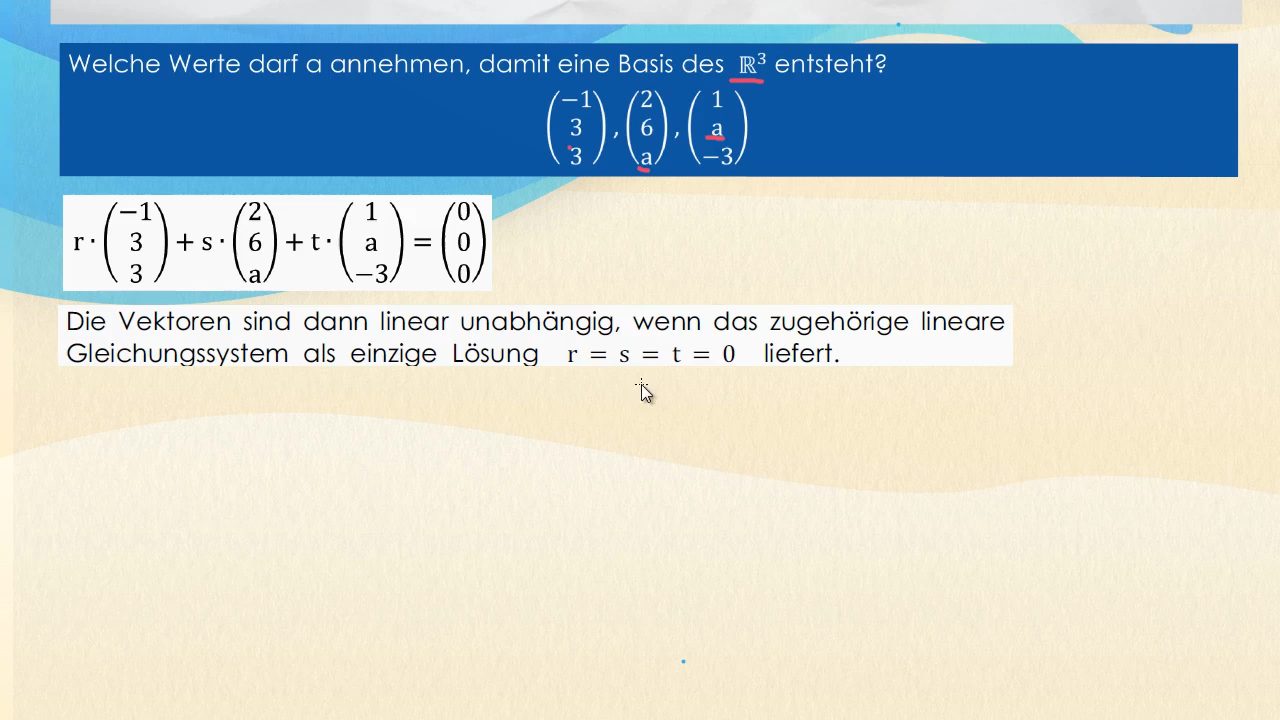 Welche Werte darf a annehmen, damit eine Basis des ℝ³ entsteht?
(−1 3 3), (2 6 a), (1 a −3)
r · (−1 3 3) + s · (2 6 a) + t · (1 a −3) = (0 0 0)
Die Vektoren sind dann linear unabhängig, wenn das zugehörige lineare
Gleichungssystem als einzige Lösung r = s = t = 0 liefert.